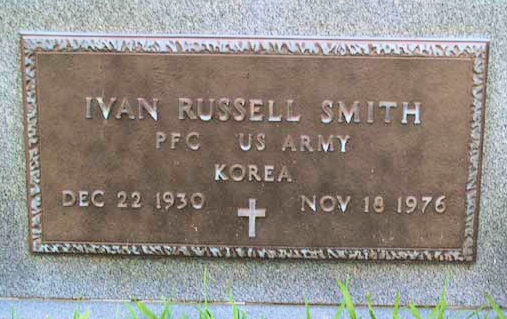 IVAN RUSSELL SMITH
PFC US ARMY
KOREA
DEC 22 1930 NOV 18 1976